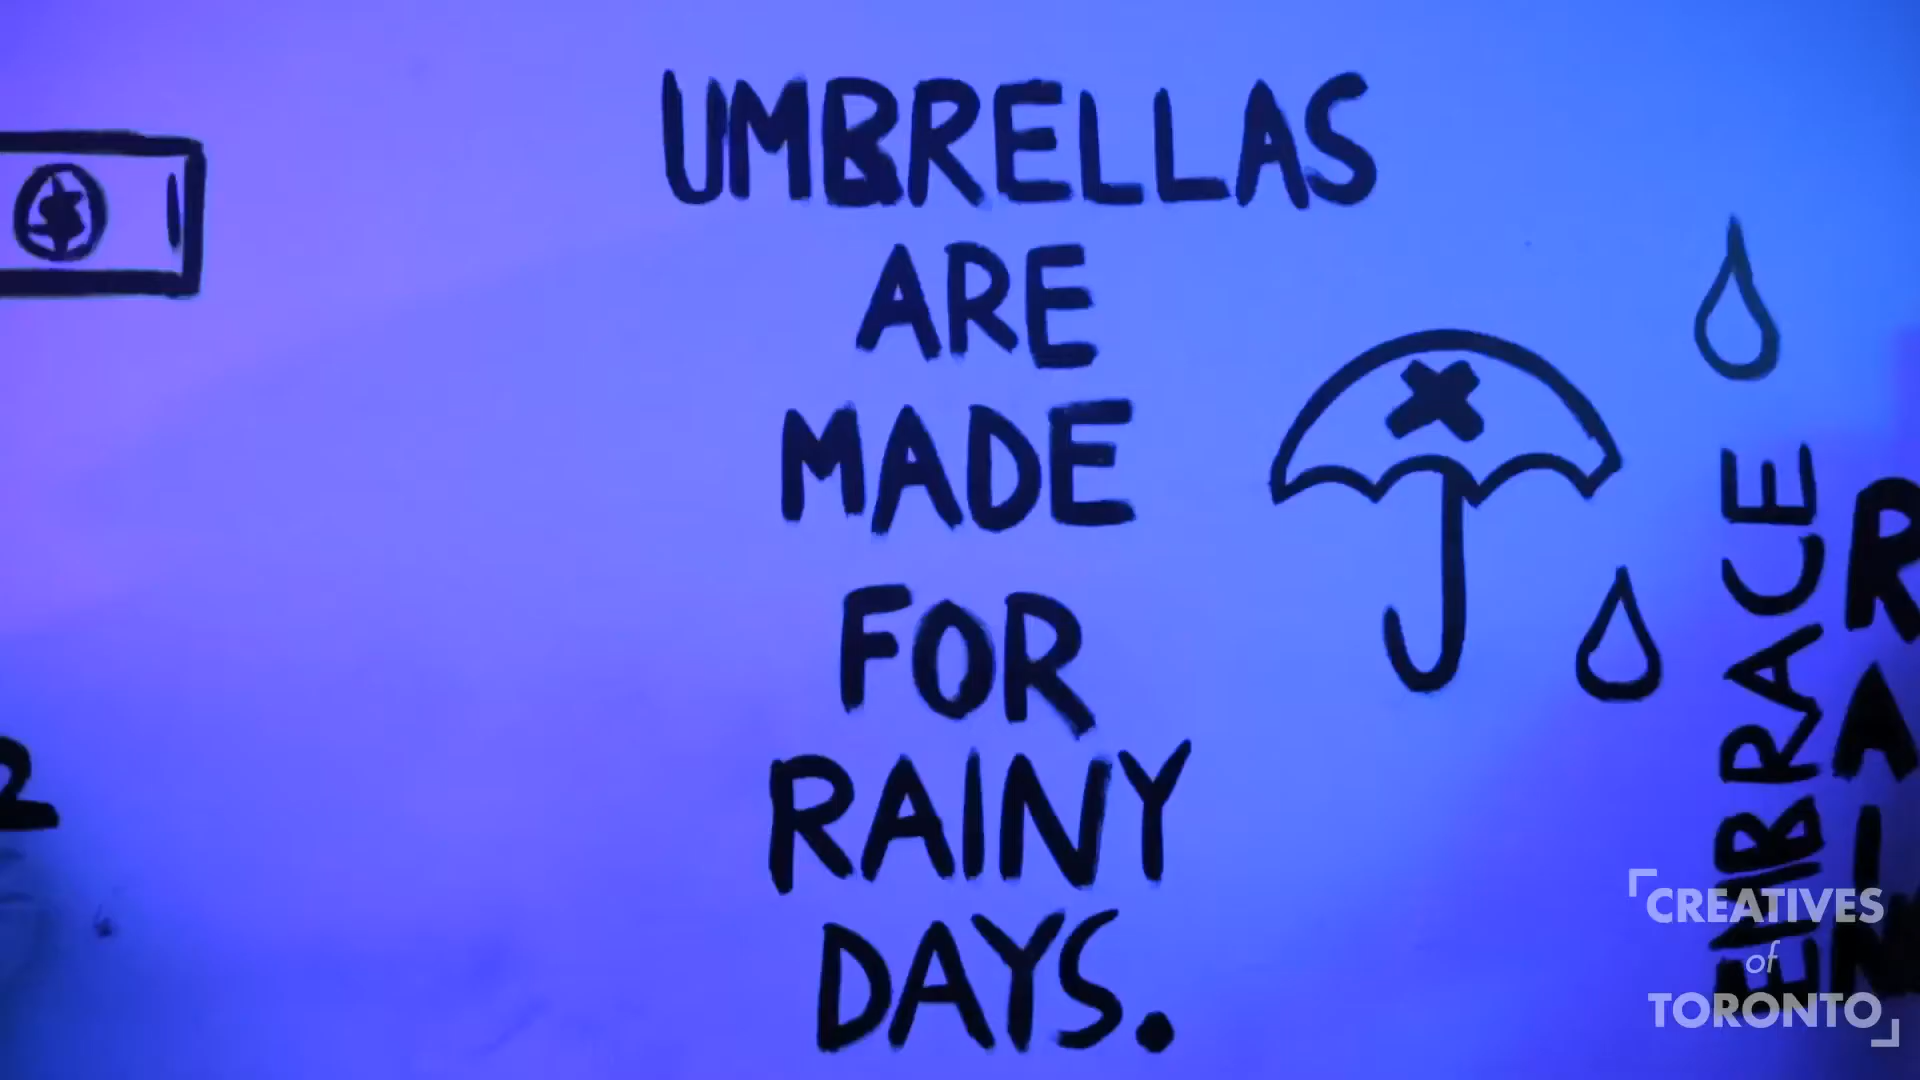 UMBRELLAS
ARE
MADE
FOR
RAINY
DAYS.
$
EMBRACE
CREATIVES
of
TORONTO